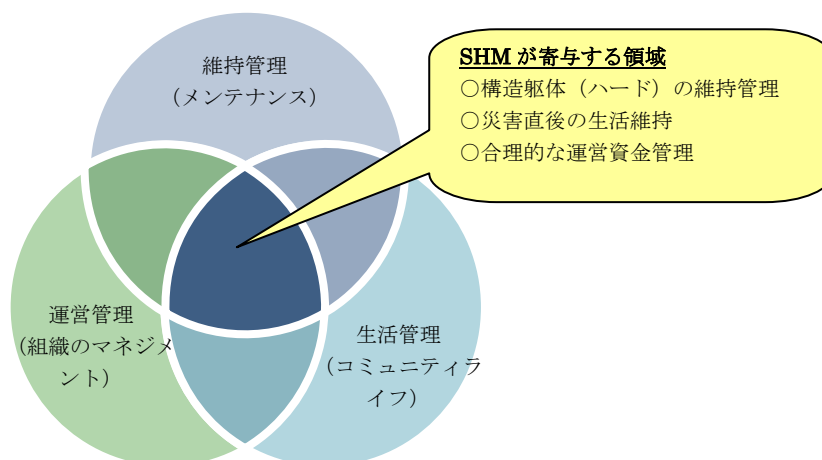 維持管理
（メンテナンス）
SHM が寄与する領域
○構造躯体（ハード）の維持管理
○災害直後の生活維持
○合理的な運営資金管理
運営管理
（組織のマネジメ
ント）
生活管理
（コミュニティラ
イフ）